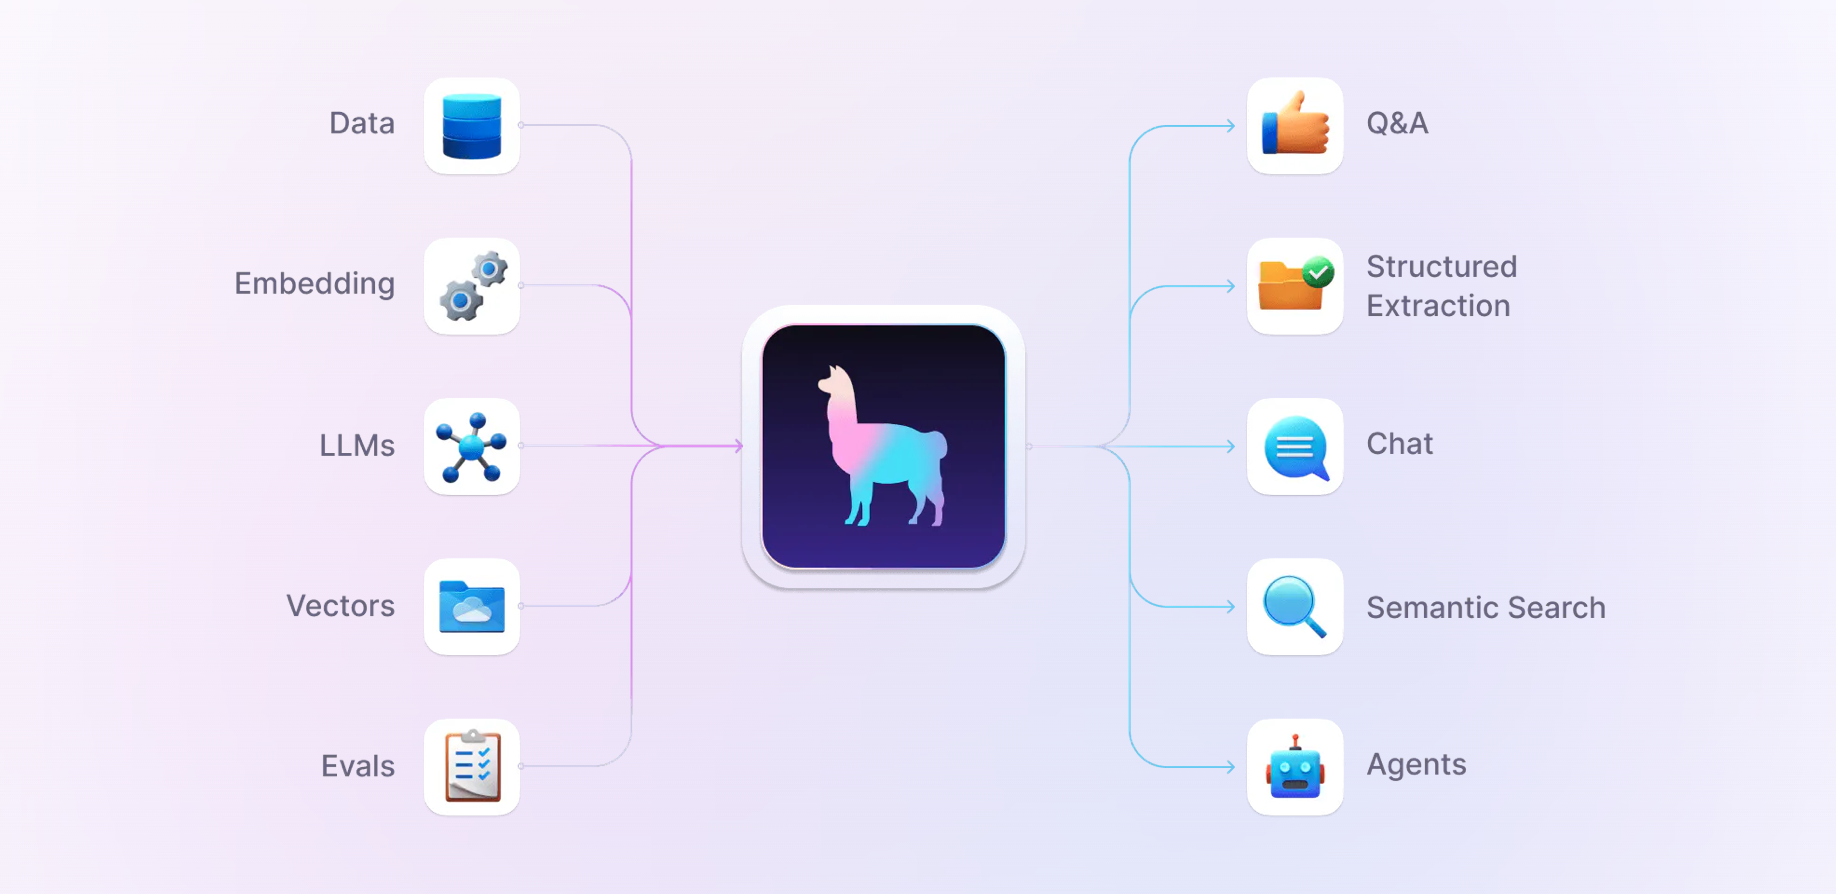 Data
Embedding
LLMs
Vectors
Evals
Q&A
Structured
Extraction
Chat
Semantic Search
Agents